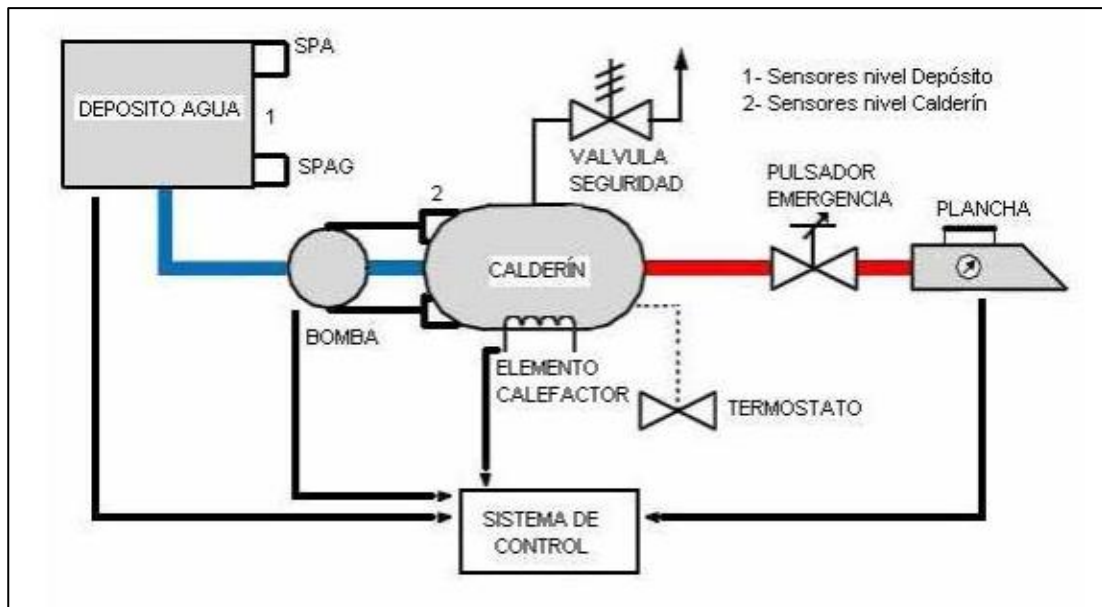 SPA
DEPOSITO AGUA
1
SPAG
1- Sensores nivel Depósito
2- Sensores nivel Calderín
VALVULA
SEGURIDAD
2
PULSADOR
EMERGENCIA
PLANCHA
CALDERÍN
BOMBA
ELEMENTO
CALEFACTOR
TERMOSTATO
SISTEMA DE
CONTROL